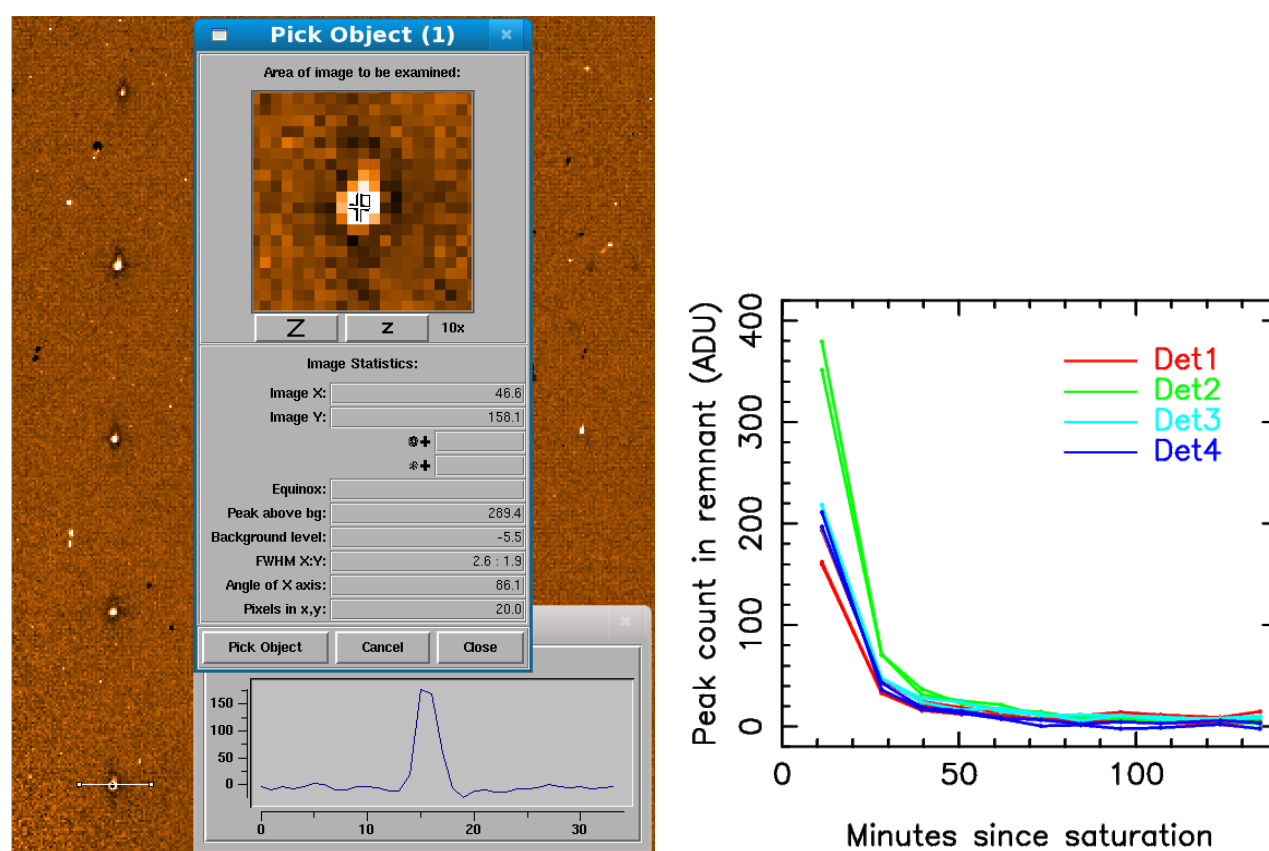 Pick Object (1)
Area of image to be examined:
Z z 10x
Image Statistics:
Image X: 46.6
Image Y: 158.1
Equinox:
Peak above bg: 289.4
Background level: -5.5
FWHM X:Y: 2.6 : 1.9
Angle of X axis: 86.1
Pixels in x,y: 20.0
Pick Object Cancel Close
150
100
50
0
0 10 20 30
Peak count in remnant (ADU)
400
300
200
100
0
Det1
Det2
Det3
Det4
0 50 100
Minutes since saturation